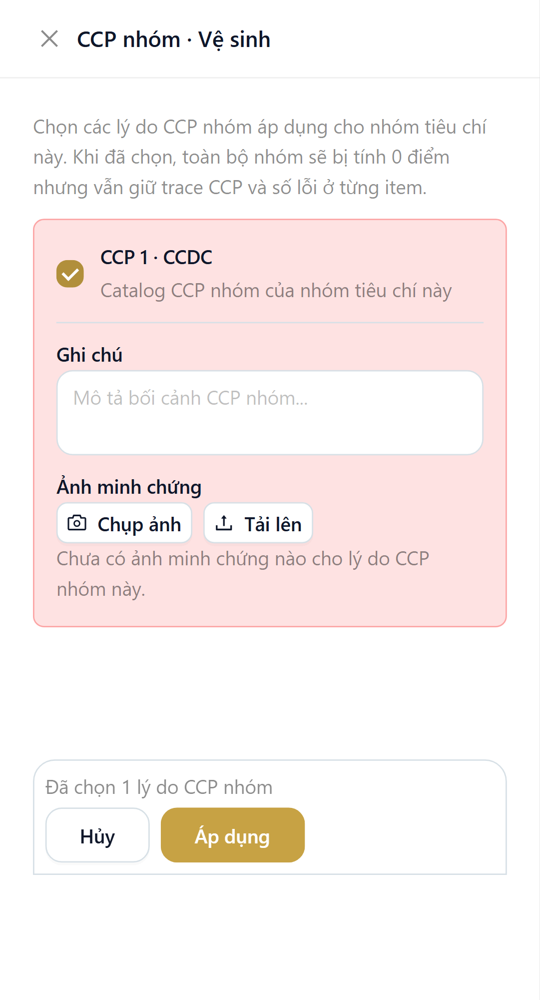 CCP nhóm · Vệ sinh
Chọn các lý do CCP nhóm áp dụng cho nhóm tiêu chí
này. Khi đã chọn, toàn bộ nhóm sẽ bị tính 0 điểm
nhưng vẫn giữ trace CCP và số lỗi ở từng item.
CCP 1 · CCDC
Catalog CCP nhóm của nhóm tiêu chí này
Ghi chú
Mô tả bối cảnh CCP nhóm...
Ảnh minh chứng
Chụp ảnh
Tải lên
Chưa có ảnh minh chứng nào cho lý do CCP
nhóm này.
Đã chọn 1 lý do CCP nhóm
Hủy
Áp dụng